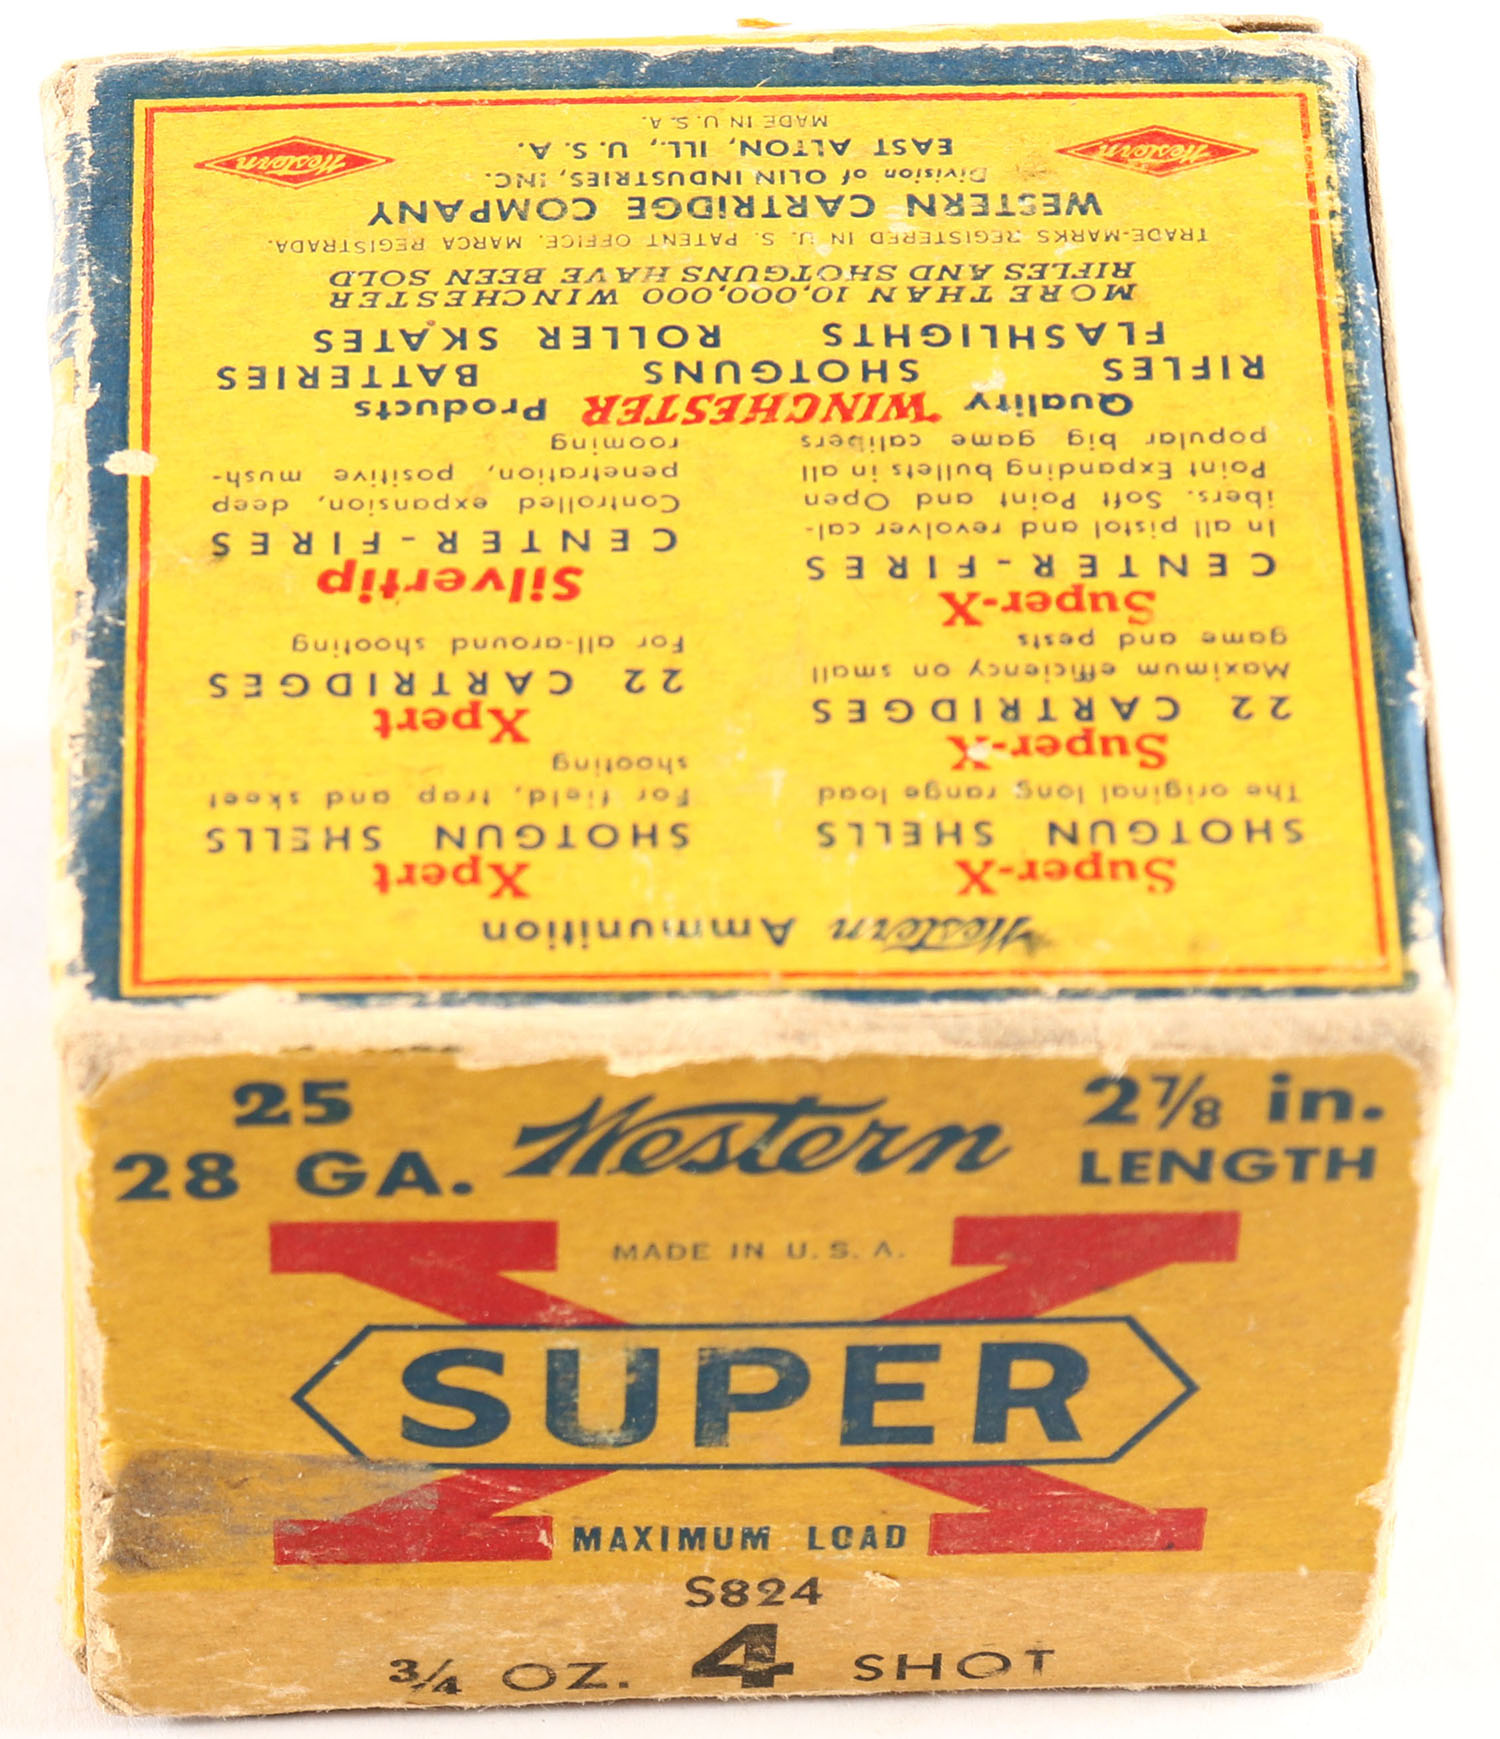 Western Ammunition
Super-X
SHOTGUN SHELLS
The original long range load
Xpert
SHOTGUN SHELLS
For field, trap and skeet
shooting
Super-X
22 CARTRIDGES
Maximum efficiency on small
game and pests
Xpert
22 CARTRIDGES
For all-around shooting
Super-X
CENTER-FIRES
In all pistol and revolver cal-
ibers. Soft Point and Open
Point Expanding bullets in all
popular big game calibers
Silvertip
CENTER-FIRES
Controlled expansion, deep
penetration, positive mush-
rooming
Quality WINCHESTER Products
RIFLES SHOTGUNS BATTERIES
FLASHLIGHTS ROLLER SKATES
MORE THAN 10,000,000 WINCHESTER
RIFLES AND SHOTGUNS HAVE BEEN SOLD
TRADE-MARKS REGISTERED IN U. S. PATENT OFFICE. MARCA REGISTRADA.
WESTERN CARTRIDGE COMPANY
Division of OLIN INDUSTRIES, INC.
Western EAST ALTON, ILL., U. S. A. Western
MADE IN U. S. A.
25
28 GA.
Western
2⅞ in.
LENGTH
MADE IN U. S. A.
X
SUPER
MAXIMUM LOAD
S824
¾ OZ. 4 SHOT